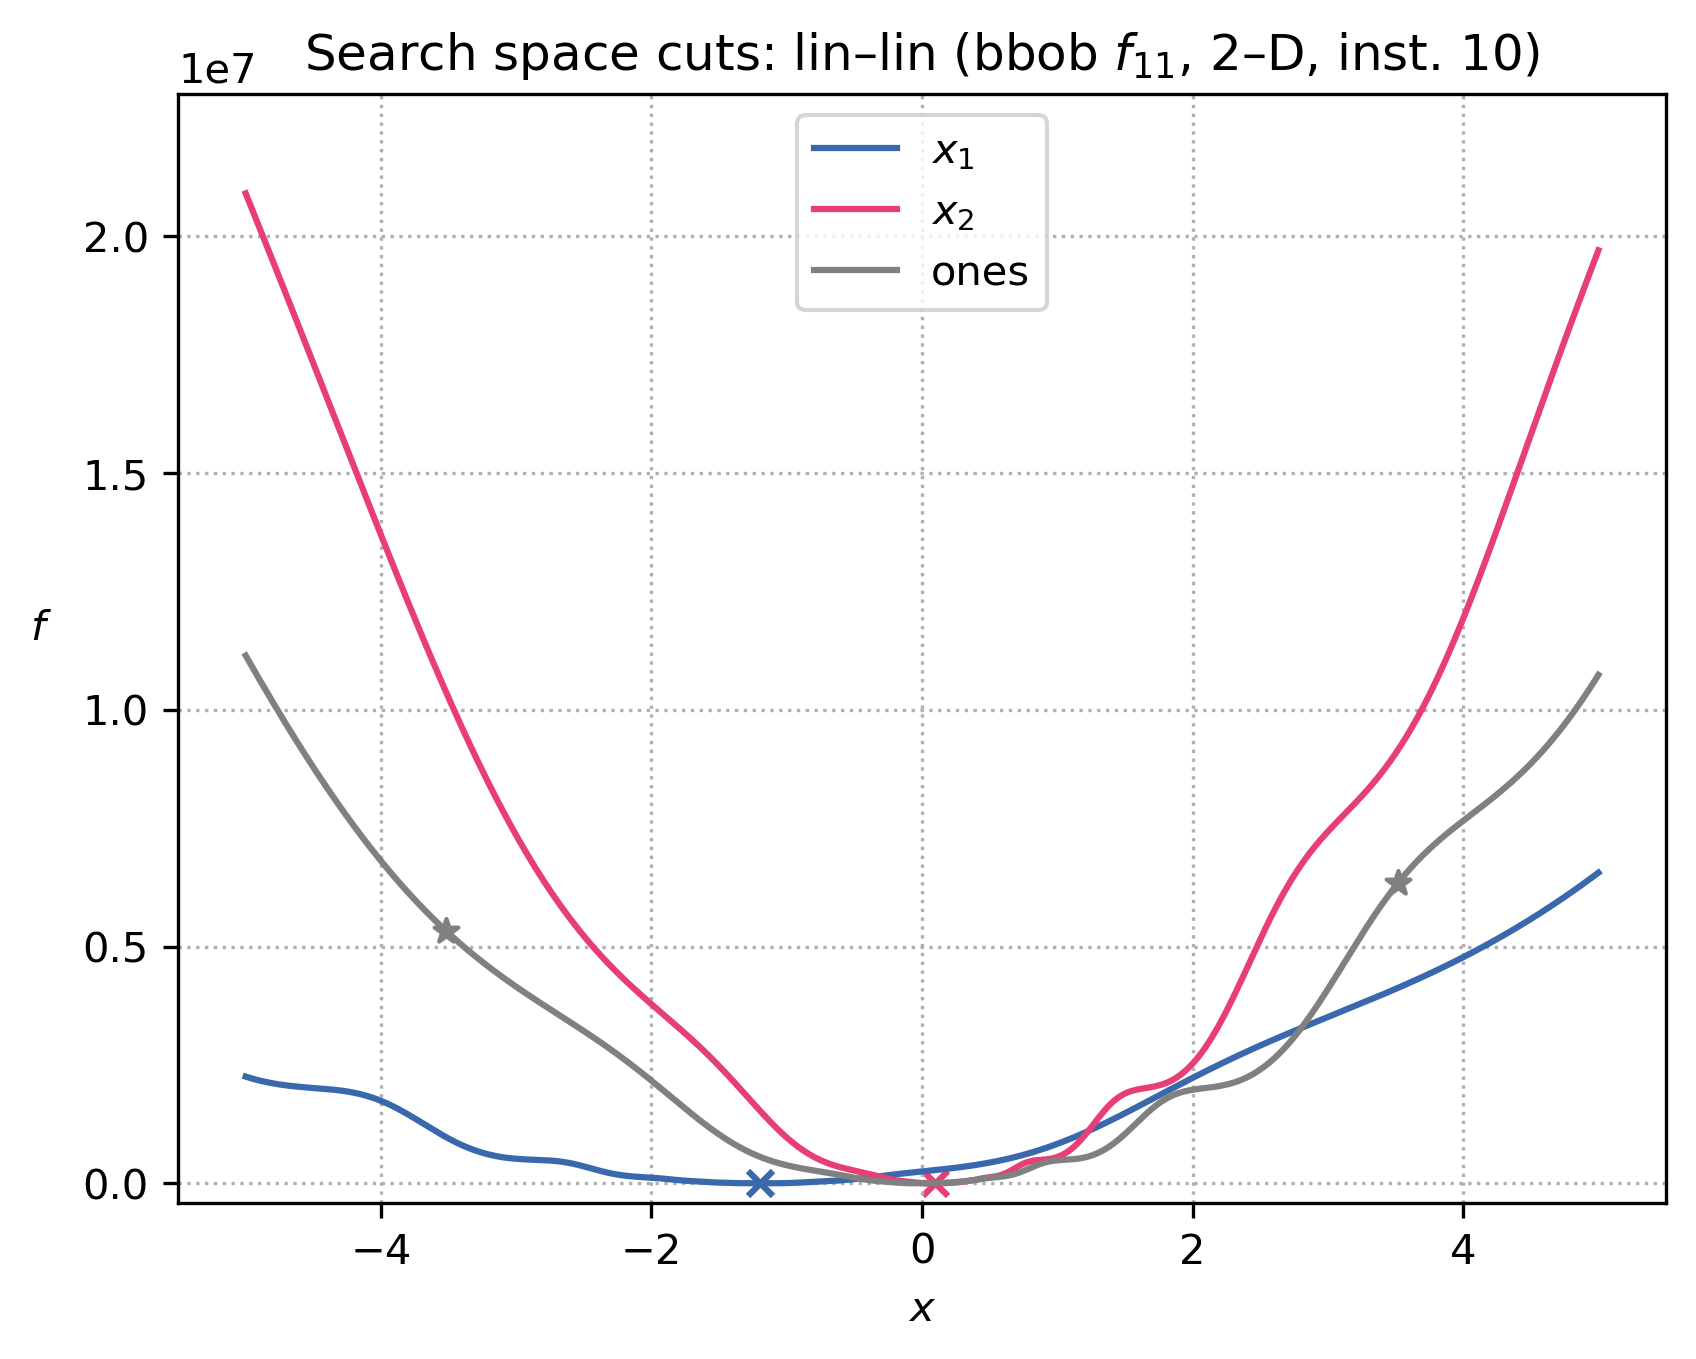 Search space cuts: lin–lin (bbob f₁₁, 2–D, inst. 10)
1e7
x₁
x₂
ones
2.0
1.5
1.0
0.5
0.0
f
−4 −2 0 2 4
x